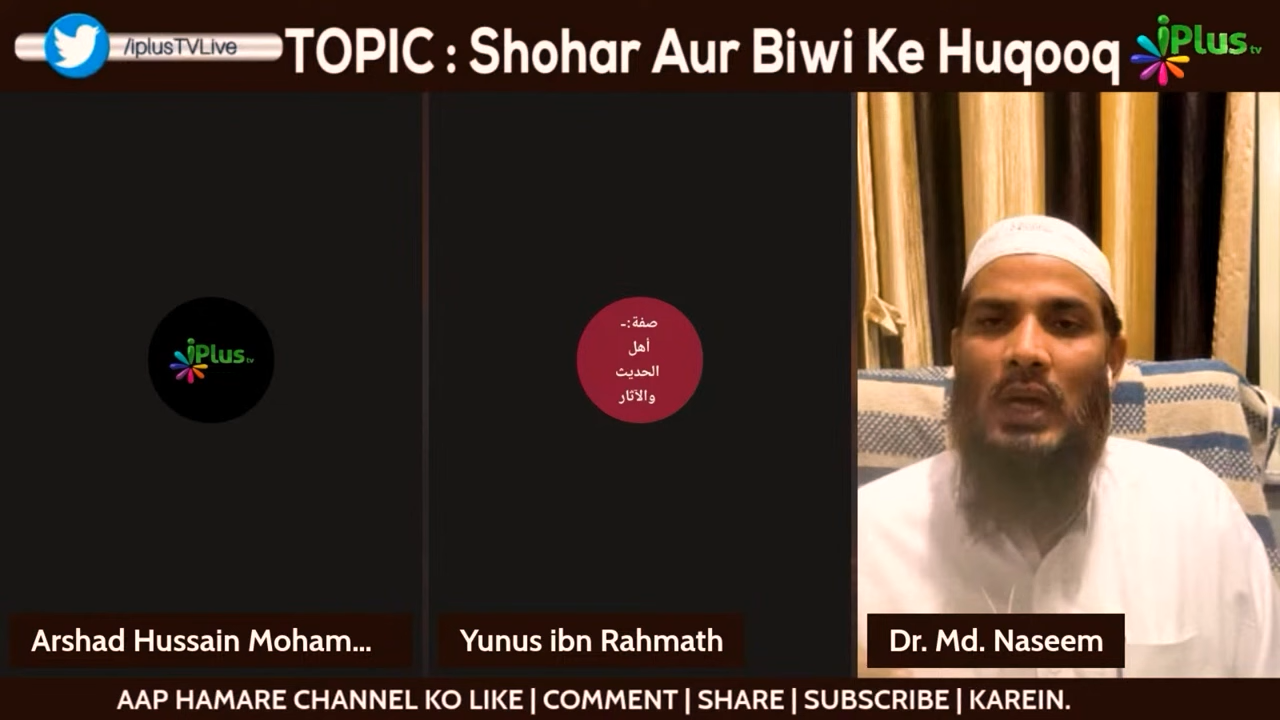 /iplusTVLive
TOPIC : Shohar Aur Biwi Ke Huqooq
iPlus tv
iPlus tv
صفة:-
أهل
الحديث
والآثار
Arshad Hussain Moham...
Yunus ibn Rahmath
Dr. Md. Naseem
AAP HAMARE CHANNEL KO LIKE | COMMENT | SHARE | SUBSCRIBE | KAREIN.